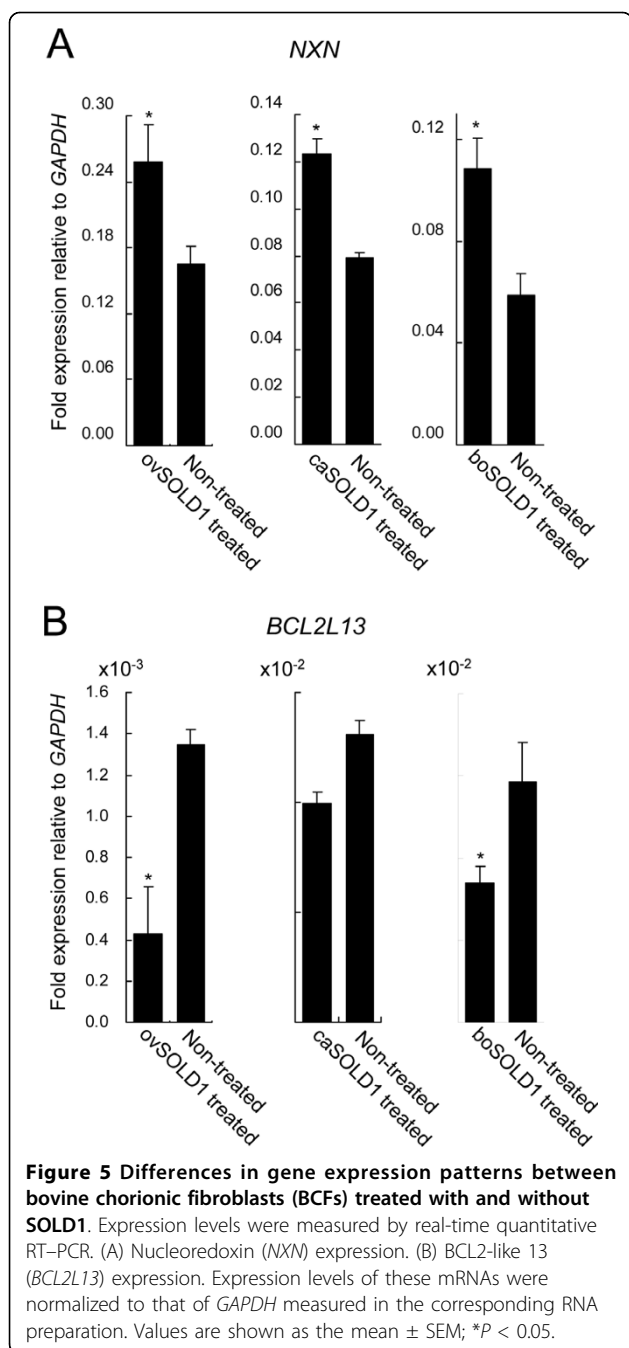 A
NXN
Fold expression relative to GAPDH
0.30
0.24
0.18
0.12
0.06
0.00
*
ovSOLD1 treated
Non-treated
0.14
0.12
0.10
0.08
0.06
0.04
0.02
0.00
*
caSOLD1 treated
Non-treated
0.12
0.08
0.04
0.00
*
boSOLD1 treated
Non-treated
B
BCL2L13
Fold expression relative to GAPDH
x10-3
1.6
1.4
1.2
1.0
0.8
0.6
0.4
0.2
0.0
*
ovSOLD1 treated
Non-treated
x10-2
caSOLD1 treated
Non-treated
x10-2
*
boSOLD1 treated
Non-treated
Figure 5 Differences in gene expression patterns between
bovine chorionic fibroblasts (BCFs) treated with and without
SOLD1. Expression levels were measured by real-time quantitative
RT–PCR. (A) Nucleoredoxin (NXN) expression. (B) BCL2-like 13
(BCL2L13) expression. Expression levels of these mRNAs were
normalized to that of GAPDH measured in the corresponding RNA
preparation. Values are shown as the mean ± SEM; *P < 0.05.